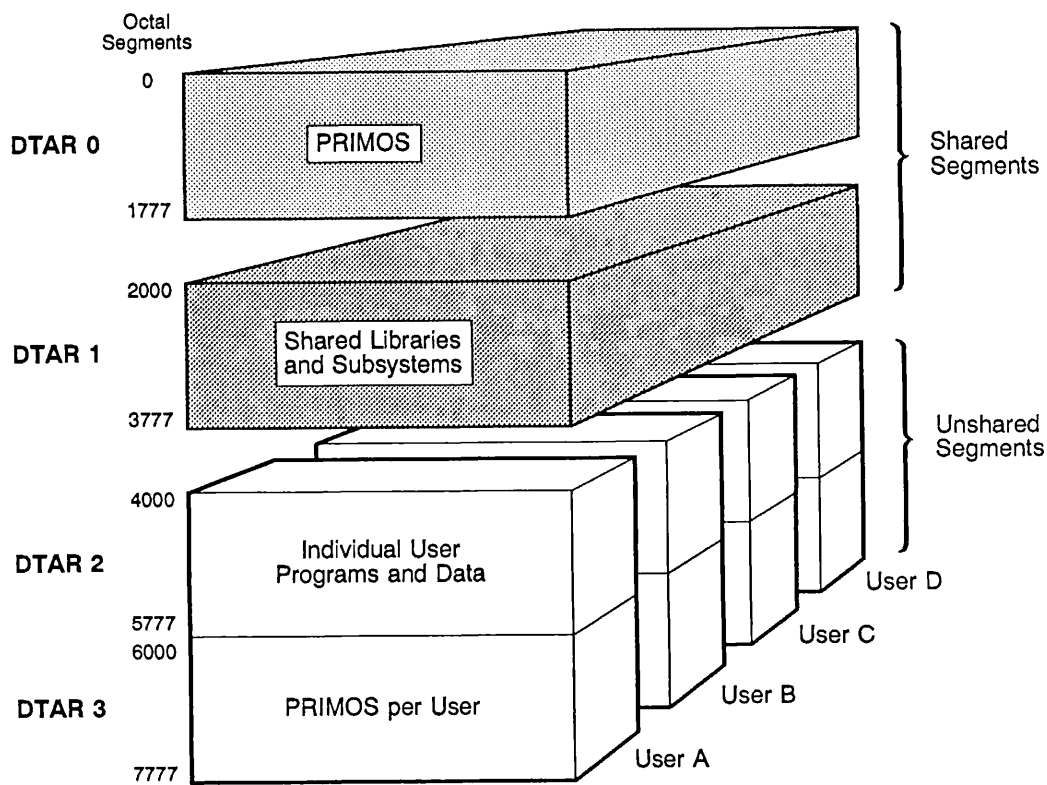 Octal
Segments
0
DTAR 0
PRIMOS
1777
Shared
Segments
2000
DTAR 1
Shared Libraries
and Subsystems
3777
Unshared
Segments
4000
DTAR 2
Individual User
Programs and Data
5777
6000
DTAR 3
PRIMOS per User
7777
User A
User B
User C
User D